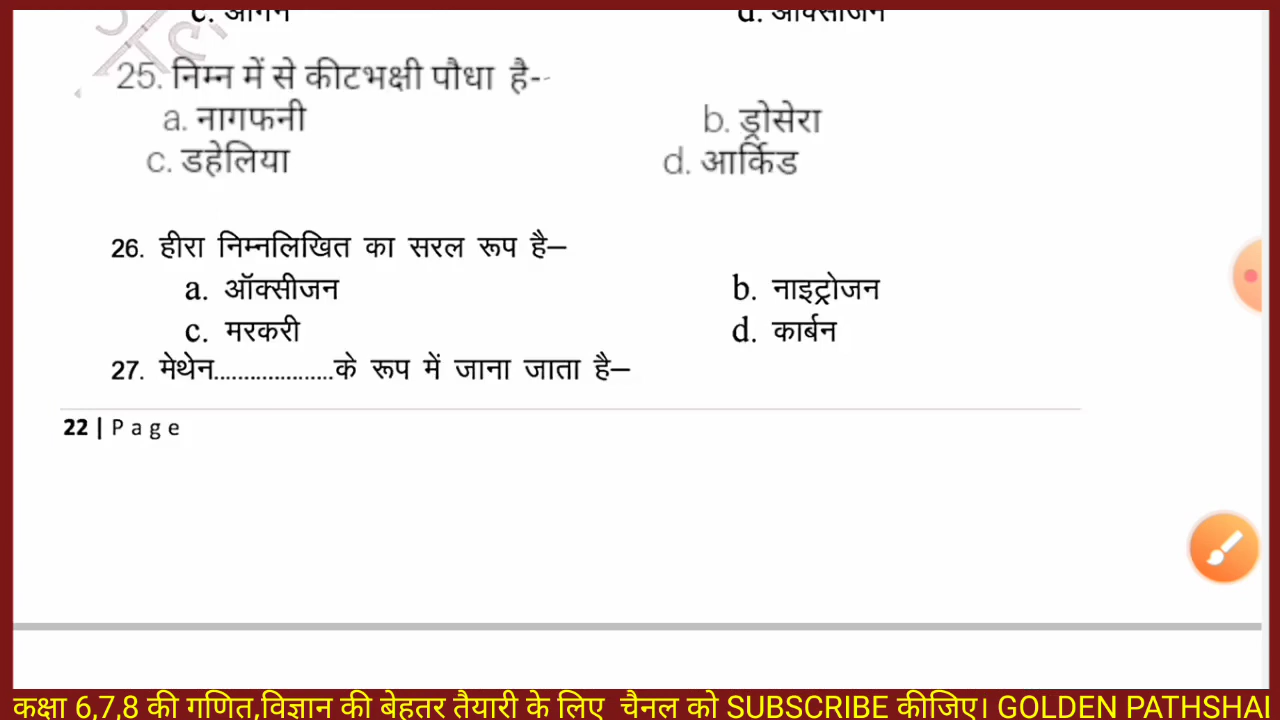 25. निम्न में से कीटभक्षी पौधा है--
a. नागफनी b. ड्रोसेरा
c. डहेलिया d. आर्किड
26. हीरा निम्नलिखित का सरल रूप है–
a. ऑक्सीजन b. नाइट्रोजन
c. मरकरी d. कार्बन
27. मेथेन....................के रूप में जाना जाता है–
22 | P a g e
कक्षा 6,7,8 की गणित,विज्ञान की बेहतर तैयारी के लिए चैनल को SUBSCRIBE कीजिए। GOLDEN PATHSHAL